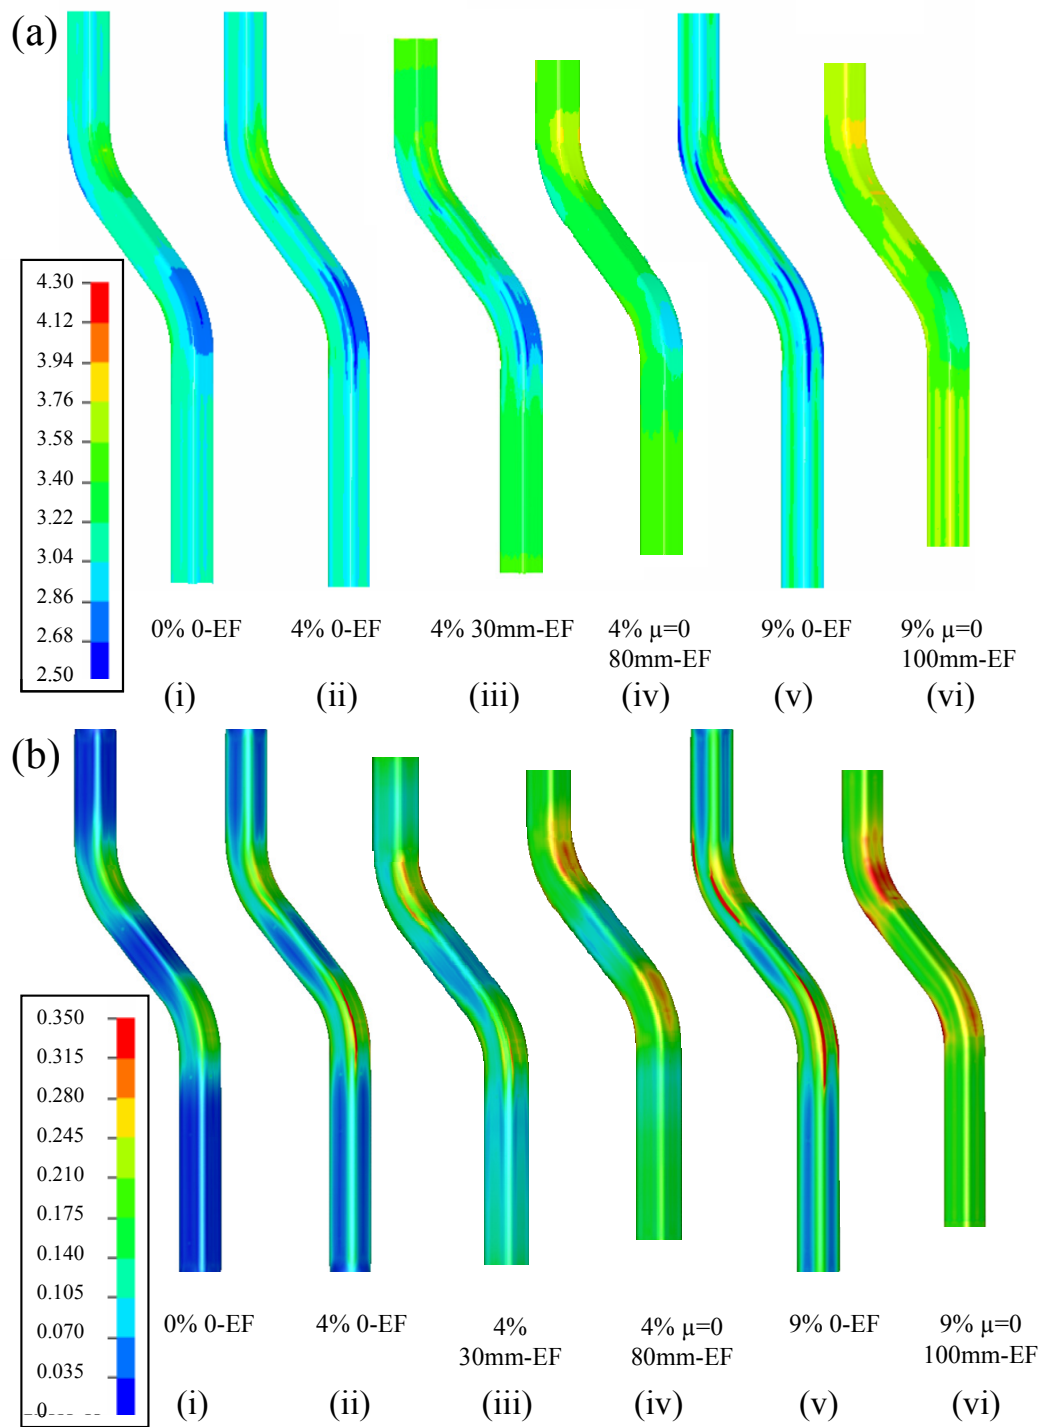 (a)
4.30
4.12
3.94
3.76
3.58
3.40
3.22
3.04
2.86
2.68
2.50
0% 0-EF
4% 0-EF
4% 30mm-EF
4% μ=0
80mm-EF
9% 0-EF
9% μ=0
100mm-EF
(i)
(ii)
(iii)
(iv)
(v)
(vi)
(b)
0.350
0.315
0.280
0.245
0.210
0.175
0.140
0.105
0.070
0.035
0
0% 0-EF
4% 0-EF
4%
30mm-EF
4% μ=0
80mm-EF
9% 0-EF
9% μ=0
100mm-EF
(i)
(ii)
(iii)
(iv)
(v)
(vi)